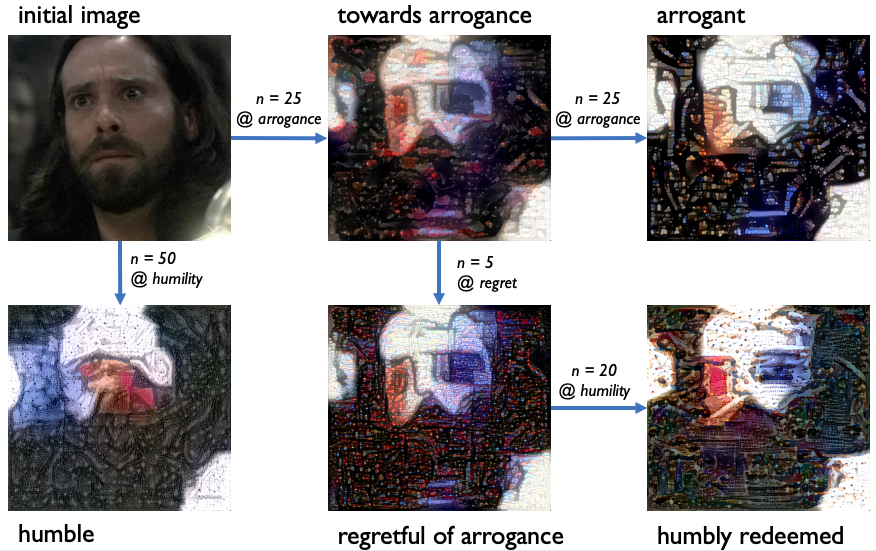 initial image
towards arrogance
arrogant
n = 25
@ arrogance
n = 25
@ arrogance
n = 50
@ humility
n = 5
@ regret
n = 20
@ humility
humble
regretful of arrogance
humbly redeemed